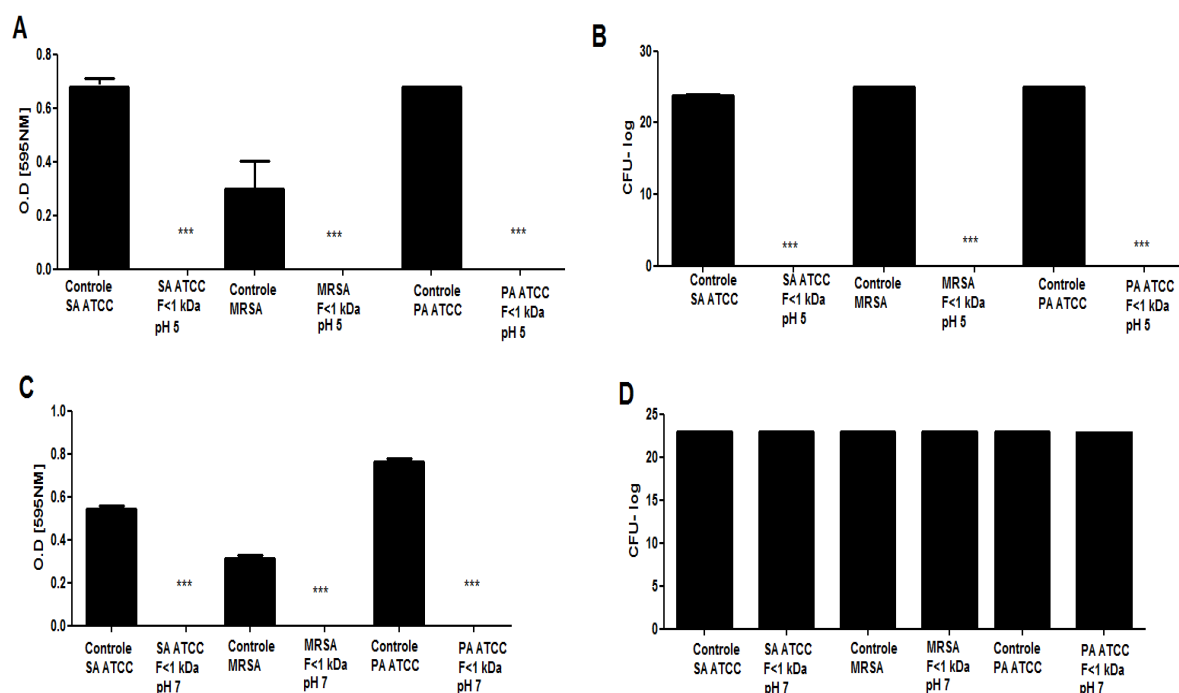 A
O.D [595NM]
0.8
0.6
0.4
0.2
0.0
***
***
***
Controle
SA ATCC
SA ATCC
F<1 kDa
pH 5
Controle
MRSA
MRSA
F<1 kDa
pH 5
Controle
PA ATCC
PA ATCC
F<1 kDa
pH 5
B
CFU- log
30
20
10
0
***
***
***
Controle
SA ATCC
SA ATCC
F<1 kDa
pH 5
Controle
MRSA
MRSA
F<1 kDa
pH 5
Controle
PA ATCC
PA ATCC
F<1 kDa
pH 5
C
O.D [595NM]
1.0
0.8
0.6
0.4
0.2
0.0
***
***
***
Controle
SA ATCC
SA ATCC
F<1 kDa
pH 7
Controle
MRSA
MRSA
F<1 kDa
pH 7
Controle
PA ATCC
PA ATCC
F<1 kDa
pH 7
D
CFU- log
25
20
15
10
5
0
Controle
SA ATCC
SA ATCC
F<1 kDa
pH 7
Controle
MRSA
MRSA
F<1 kDa
pH 7
Controle
PA ATCC
PA ATCC
F<1 kDa
pH 7